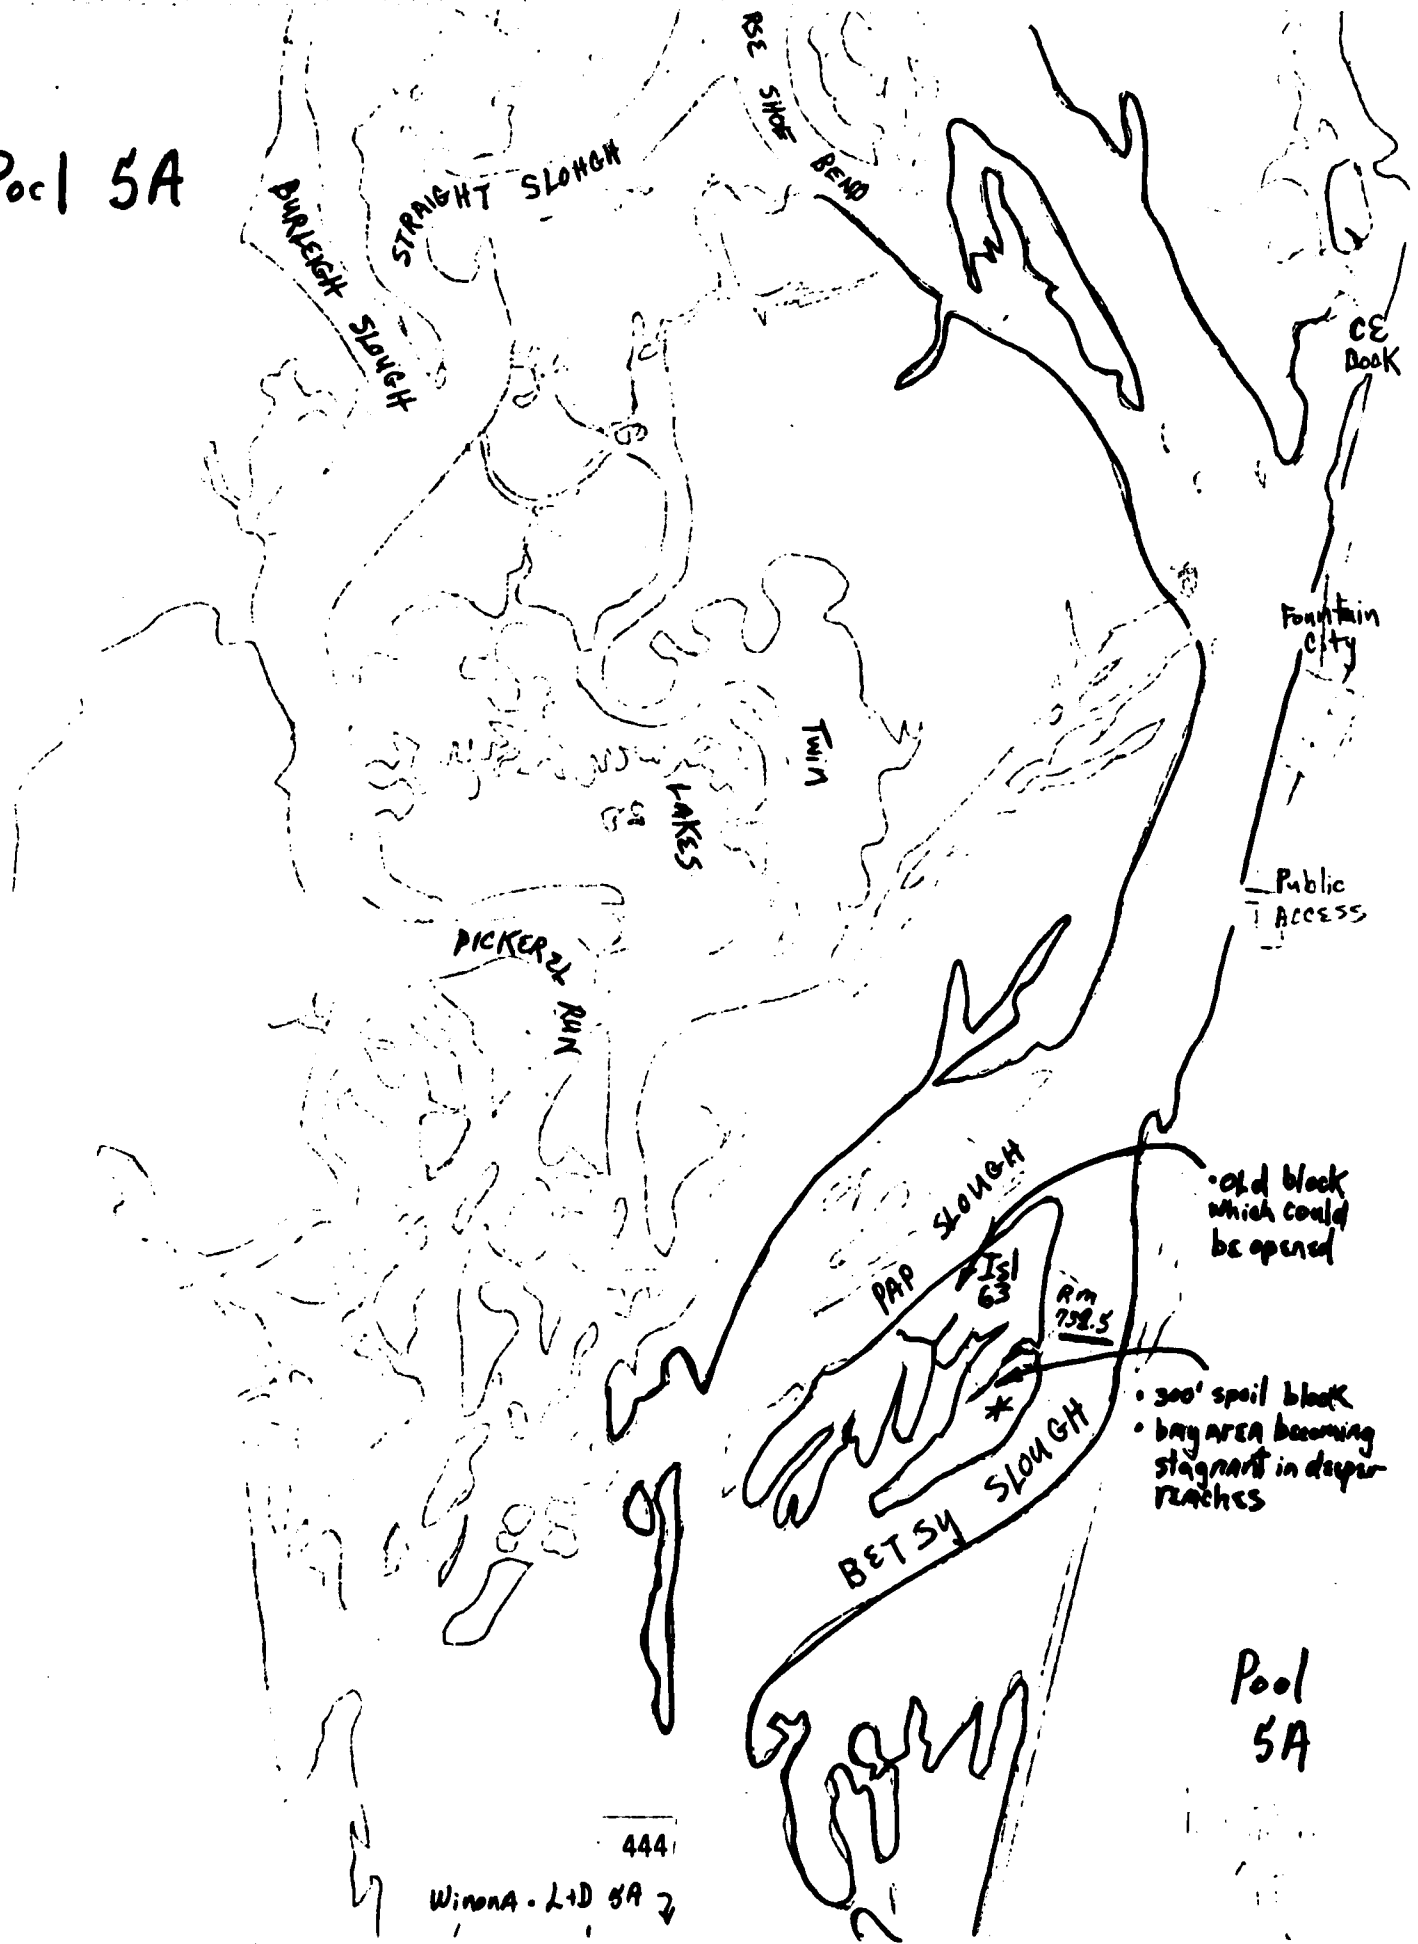 Pool 5A
BURLEIGH SLOUGH
STRAIGHT SLOUGH
RSE SHOE BEND
CE
DOCK
Fountain
City
TWIN
LAKES
Public
ACCESS
PICKEREL RUN
PAP SLOUGH
• OLd block
which could
be opened
Isl
63
Rm
732.5
• 300' spoil block
• bay AREA becoming
stagnant in deeper
reaches
*
BETSY SLOUGH
Pool
5A
444
WinonA • L+D 5A